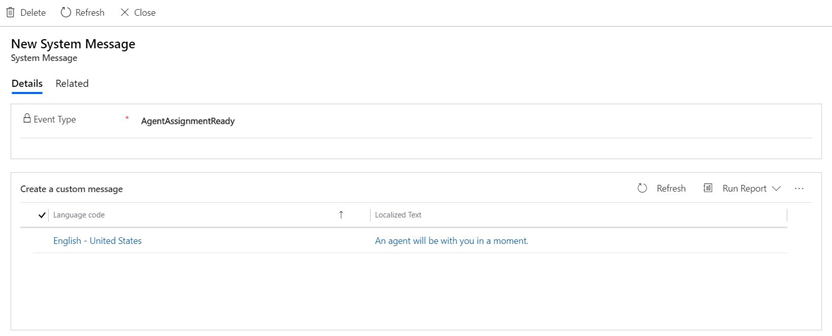 Delete Refresh Close
New System Message
System Message
Details Related
Event Type * AgentAssignmentReady
Create a custom message Refresh Run Report ...
Language code Localized Text
English - United States An agent will be with you in a moment.